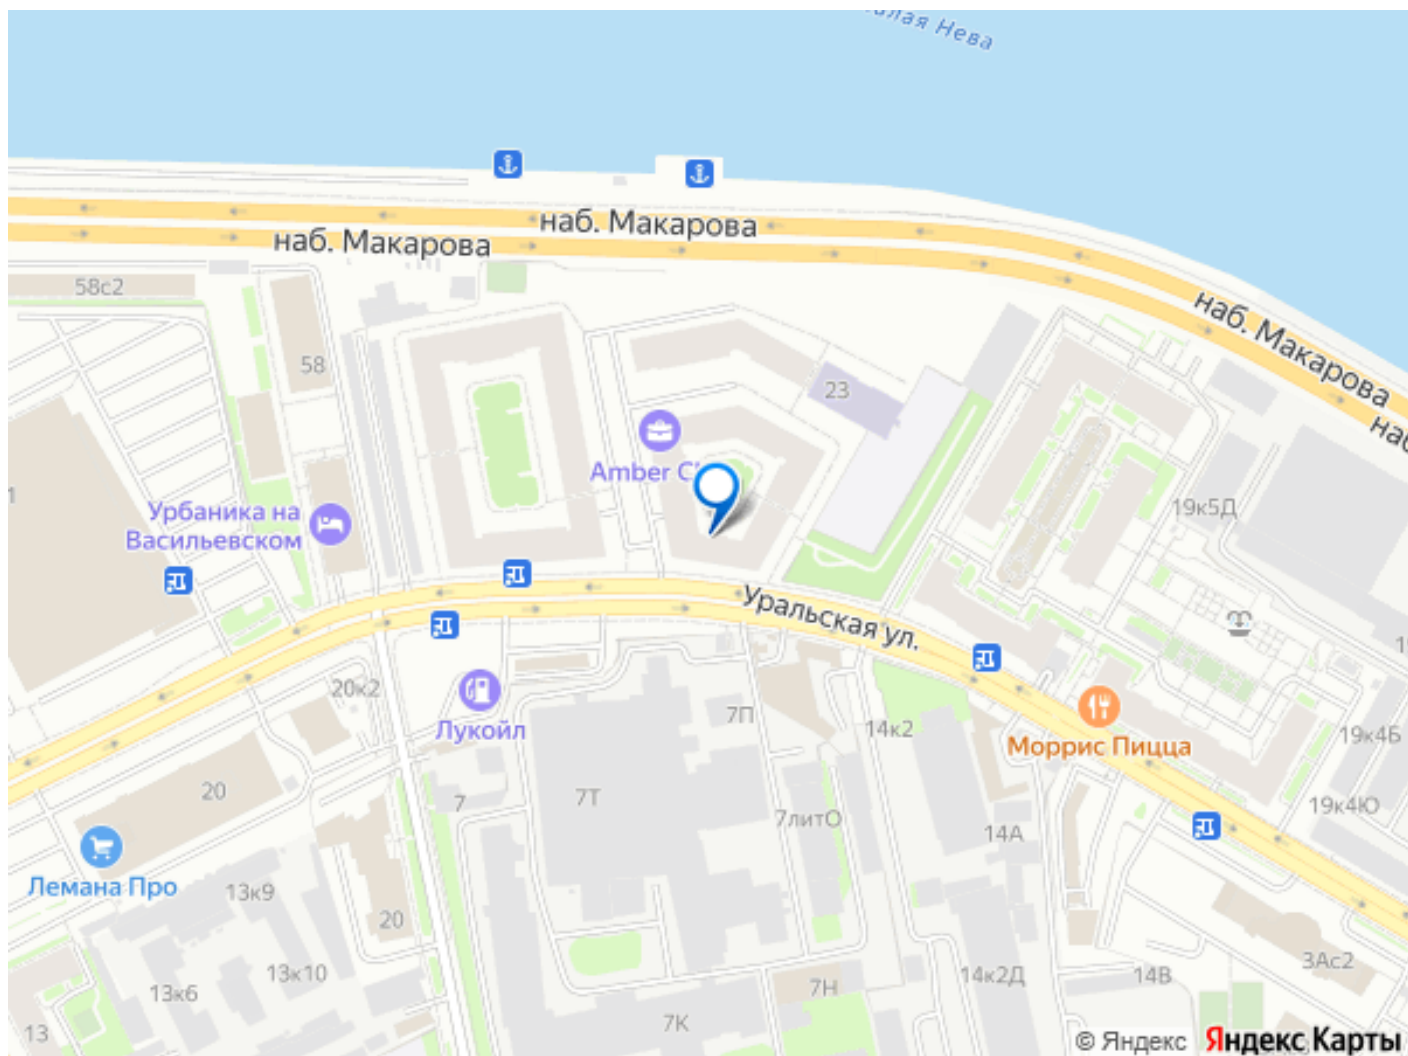 Малая Нева
наб. Макарова
наб. Макарова
наб. Макарова
58с2
58
23
Amber
Урбаника на
Васильевском
19к5Д
Уральская ул.
20к2
Лукойл
7П
14к2
Моррис Пицца
19к4Б
20
7
7Т
7литО
14А
19к4Ю
Лемана Про
13к9
20
13к10
13к6
14к2Д
14В
3Ас2
7Н
13
7К
© Яндекс
Яндекс Карты